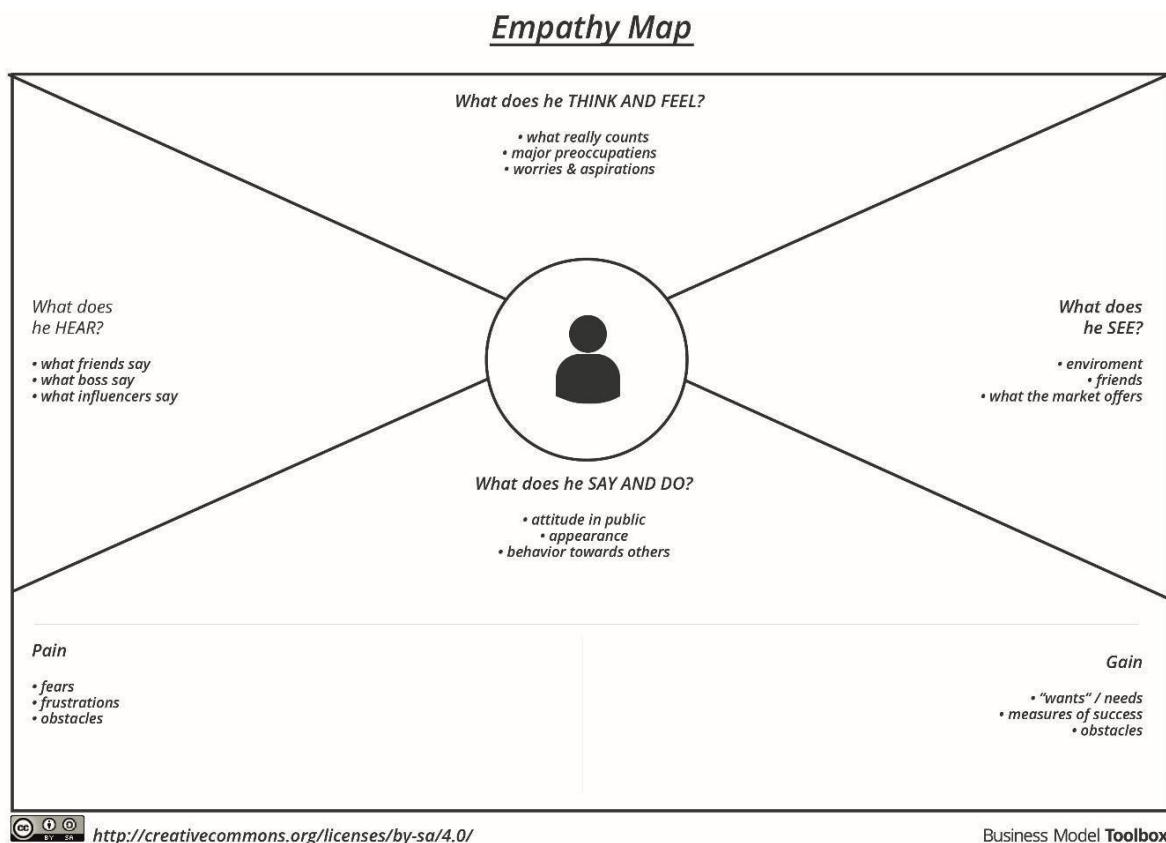 Empathy Map
What does he THINK AND FEEL?
• what really counts
• major preoccupatiens
• worries & aspirations
What does
he HEAR?
• what friends say
• what boss say
• what influencers say
What does
he SEE?
• enviroment
• friends
• what the market offers
What does he SAY AND DO?
• attitude in public
• appearance
• behavior towards others
Pain
• fears
• frustrations
• obstacles
Gain
• “wants“ / needs
• measures of success
• obstacles
cc BY SA
http://creativecommons.org/licenses/by-sa/4.0/
Business Model Toolbox